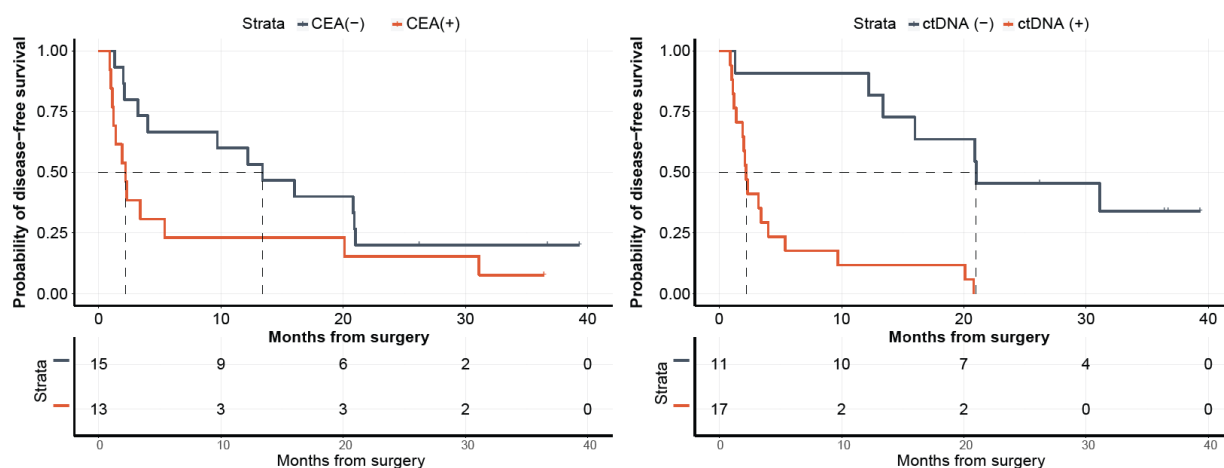 Strata CEA(−) CEA(+)
Probability of disease−free survival
1.00
0.75
0.50
0.25
0.00
0 10 20 30 40
Months from surgery
Strata
15 9 6 2 0
13 3 3 2 0
0 10 20 30 40
Months from surgery
Strata ctDNA (−) ctDNA (+)
Probability of disease−free survival
1.00
0.75
0.50
0.25
0.00
0 10 20 30 40
Months from surgery
Strata
11 10 7 4 0
17 2 2 0 0
0 10 20 30 40
Months from surgery